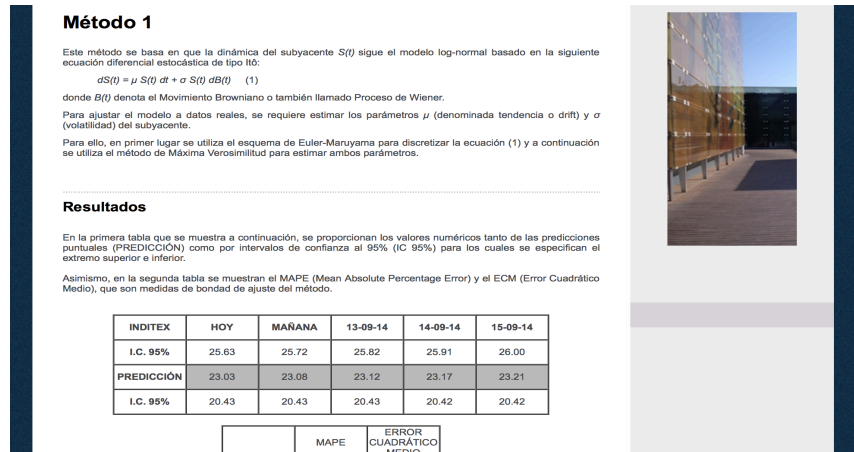 Método 1
Este método se basa en que la dinámica del subyacente S(t) sigue el modelo log-normal basado en la siguiente
ecuación diferencial estocástica de tipo Itô:
dS(t) = μ S(t) dt + σ S(t) dB(t) (1)
donde B(t) denota el Movimiento Browniano o también llamado Proceso de Wiener.
Para ajustar el modelo a datos reales, se requiere estimar los parámetros μ (denominada tendencia o drift) y σ
(volatilidad) del subyacente.
Para ello, en primer lugar se utiliza el esquema de Euler-Maruyama para discretizar la ecuación (1) y a continuación
se utiliza el método de Máxima Verosimilitud para estimar ambos parámetros.
Resultados
En la primera tabla que se muestra a continuación, se proporcionan los valores numéricos tanto de las predicciones
puntuales (PREDICCIÓN) como por intervalos de confianza al 95% (IC 95%) para los cuales se especifican el
extremo superior e inferior.
Asimismo, en la segunda tabla se muestran el MAPE (Mean Absolute Percentage Error) y el ECM (Error Cuadrático
Medio), que son medidas de bondad de ajuste del método.
INDITEX HOY MAÑANA 13-09-14 14-09-14 15-09-14
I.C. 95% 25.63 25.72 25.82 25.91 26.00
PREDICCIÓN 23.03 23.08 23.12 23.17 23.21
I.C. 95% 20.43 20.43 20.43 20.42 20.42
ERROR
MAPE CUADRÁTICO
MEDIO